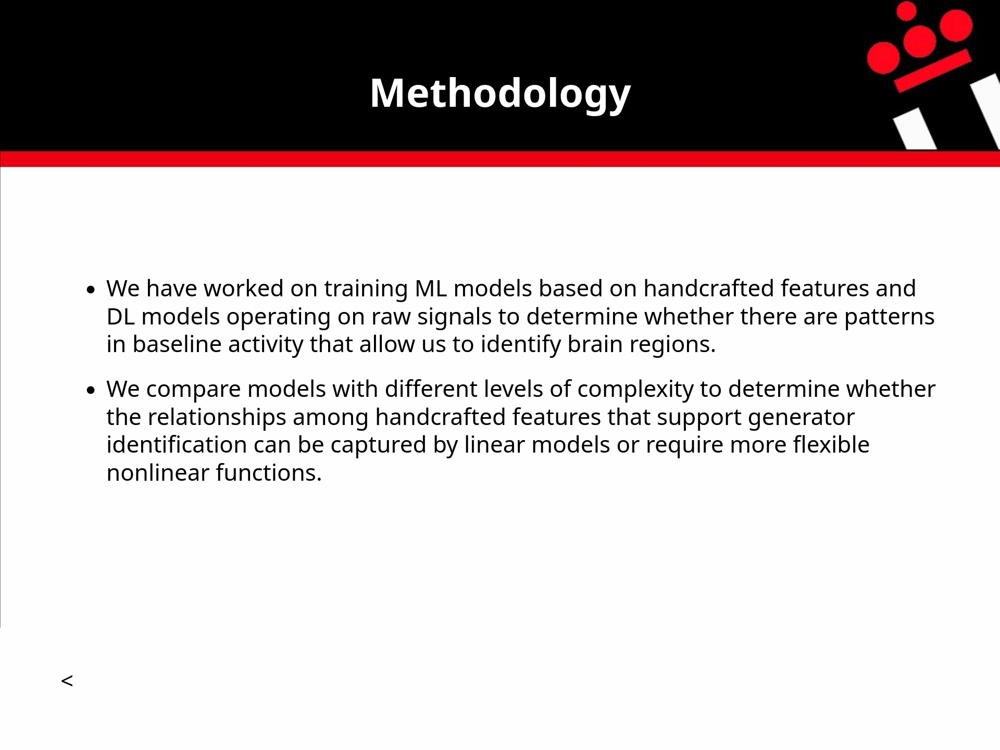 Methodology
• We have worked on training ML models based on handcrafted features and
DL models operating on raw signals to determine whether there are patterns
in baseline activity that allow us to identify brain regions.
• We compare models with different levels of complexity to determine whether
the relationships among handcrafted features that support generator
identification can be captured by linear models or require more flexible
nonlinear functions.
<